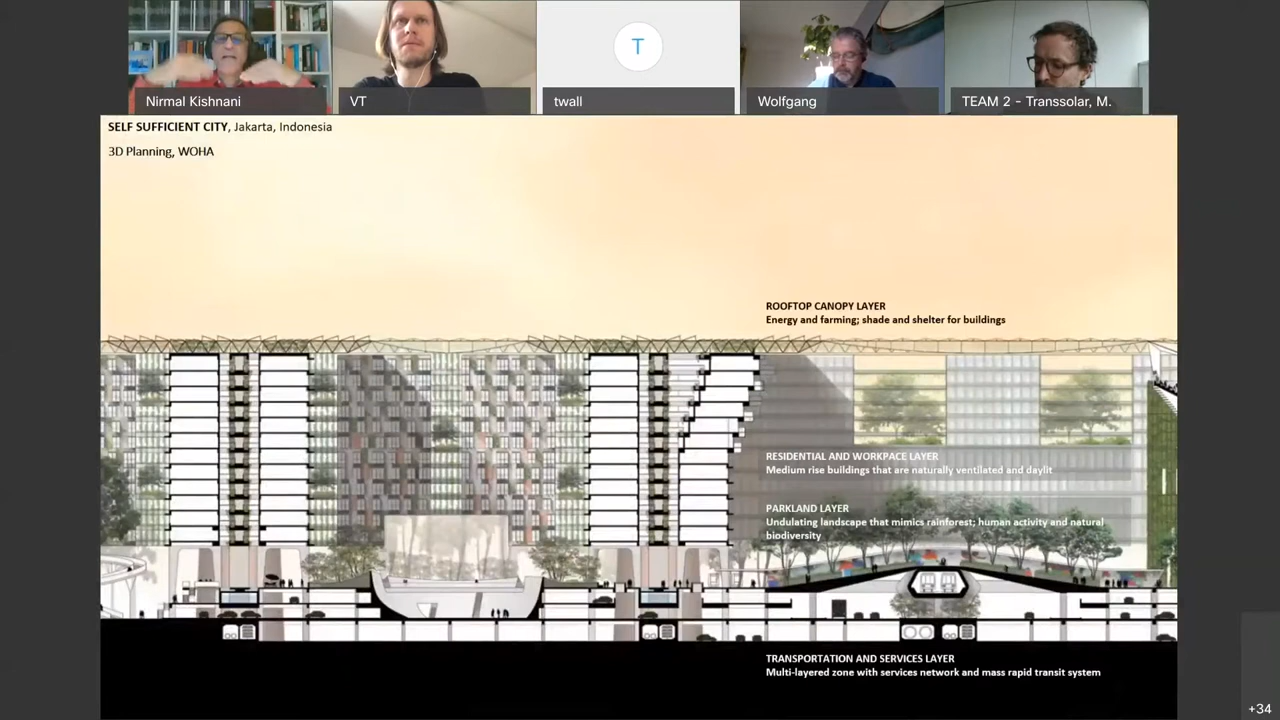 T
Nirmal Kishnani
VT
twall
Wolfgang
TEAM 2 - Transsolar, M.
SELF SUFFICIENT CITY, Jakarta, Indonesia
3D Planning, WOHA
ROOFTOP CANOPY LAYER
Energy and farming; shade and shelter for buildings
RESIDENTIAL AND WORKPACE LAYER
Medium rise buildings that are naturally ventilated and daylit
PARKLAND LAYER
Undulating landscape that mimics rainforest; human activity and natural
biodiversity
TRANSPORTATION AND SERVICES LAYER
Multi-layered zone with services network and mass rapid transit system
+34